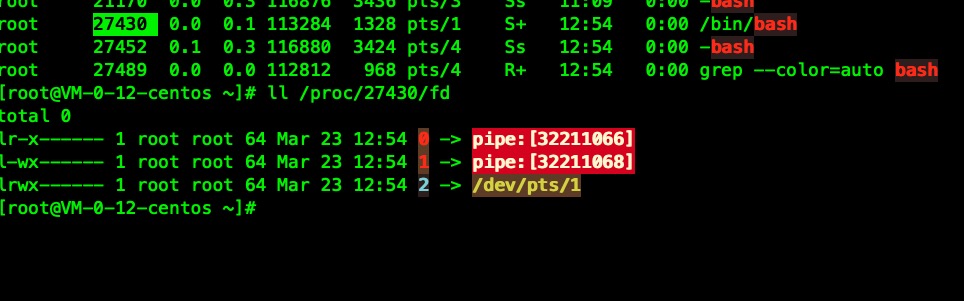 root 21170 0.0 0.3 116876 3436 pts/3 Ss 11:09 0:00 -bash
root 27430 0.0 0.1 113284 1328 pts/1 S+ 12:54 0:00 /bin/bash
root 27452 0.1 0.3 116880 3424 pts/4 Ss 12:54 0:00 -bash
root 27489 0.0 0.0 112812 968 pts/4 R+ 12:54 0:00 grep --color=auto bash
[root@VM-0-12-centos ~]# ll /proc/27430/fd
total 0
lr-x------ 1 root root 64 Mar 23 12:54 0 -> pipe:[32211066]
l-wx------ 1 root root 64 Mar 23 12:54 1 -> pipe:[32211068]
lrwx------ 1 root root 64 Mar 23 12:54 2 -> /dev/pts/1
[root@VM-0-12-centos ~]#